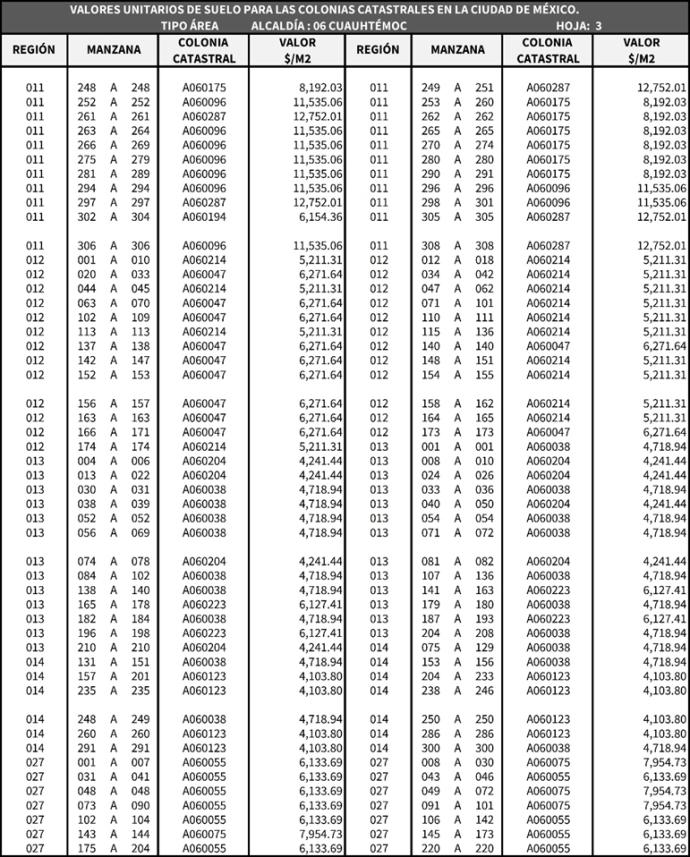 VALORES UNITARIOS DE SUELO PARA LAS COLONIAS CATASTRALES EN LA CIUDAD DE MÉXICO.
TIPO ÁREA ALCALDÍA : 06 CUAUHTÉMOC HOJA: 3
REGIÓN MANZANA COLONIA CATASTRAL VALOR $/M2 REGIÓN MANZANA COLONIA CATASTRAL VALOR $/M2
011 248 A 248 A060175 8,192.03 011 249 A 251 A060287 12,752.01
011 252 A 252 A060096 11,535.06 011 253 A 260 A060175 8,192.03
011 261 A 261 A060287 12,752.01 011 262 A 262 A060175 8,192.03
011 263 A 264 A060096 11,535.06 011 265 A 265 A060175 8,192.03
011 266 A 269 A060096 11,535.06 011 270 A 274 A060175 8,192.03
011 275 A 279 A060096 11,535.06 011 280 A 280 A060175 8,192.03
011 281 A 289 A060096 11,535.06 011 290 A 291 A060175 8,192.03
011 294 A 294 A060096 11,535.06 011 296 A 296 A060096 11,535.06
011 297 A 297 A060287 12,752.01 011 298 A 301 A060096 11,535.06
011 302 A 304 A060194 6,154.36 011 305 A 305 A060287 12,752.01
011 306 A 306 A060096 11,535.06 011 308 A 308 A060287 12,752.01
012 001 A 010 A060214 5,211.31 012 012 A 018 A060214 5,211.31
012 020 A 033 A060047 6,271.64 012 034 A 042 A060214 5,211.31
012 044 A 045 A060214 5,211.31 012 047 A 062 A060214 5,211.31
012 063 A 070 A060047 6,271.64 012 071 A 101 A060214 5,211.31
012 102 A 109 A060047 6,271.64 012 110 A 111 A060214 5,211.31
012 113 A 113 A060214 5,211.31 012 115 A 136 A060214 5,211.31
012 137 A 138 A060047 6,271.64 012 140 A 140 A060047 6,271.64
012 142 A 147 A060047 6,271.64 012 148 A 151 A060214 5,211.31
012 152 A 153 A060047 6,271.64 012 154 A 155 A060214 5,211.31
012 156 A 157 A060047 6,271.64 012 158 A 162 A060214 5,211.31
012 163 A 163 A060047 6,271.64 012 164 A 165 A060214 5,211.31
012 166 A 171 A060047 6,271.64 012 173 A 173 A060047 6,271.64
012 174 A 174 A060214 5,211.31 013 001 A 001 A060038 4,718.94
013 004 A 006 A060204 4,241.44 013 008 A 010 A060204 4,241.44
013 013 A 022 A060204 4,241.44 013 024 A 026 A060204 4,241.44
013 030 A 031 A060038 4,718.94 013 033 A 036 A060038 4,718.94
013 038 A 039 A060038 4,718.94 013 040 A 050 A060204 4,241.44
013 052 A 052 A060038 4,718.94 013 054 A 054 A060038 4,718.94
013 056 A 069 A060038 4,718.94 013 071 A 072 A060038 4,718.94
013 074 A 078 A060204 4,241.44 013 081 A 082 A060204 4,241.44
013 084 A 102 A060038 4,718.94 013 107 A 136 A060038 4,718.94
013 138 A 140 A060038 4,718.94 013 141 A 163 A060223 6,127.41
013 165 A 178 A060223 6,127.41 013 179 A 180 A060038 4,718.94
013 182 A 184 A060038 4,718.94 013 187 A 193 A060223 6,127.41
013 196 A 198 A060223 6,127.41 013 204 A 208 A060038 4,718.94
013 210 A 210 A060204 4,241.44 014 075 A 129 A060038 4,718.94
014 131 A 151 A060038 4,718.94 014 153 A 156 A060038 4,718.94
014 157 A 201 A060123 4,103.80 014 204 A 233 A060123 4,103.80
014 235 A 235 A060123 4,103.80 014 238 A 246 A060123 4,103.80
014 248 A 249 A060038 4,718.94 014 250 A 250 A060123 4,103.80
014 260 A 260 A060123 4,103.80 014 286 A 286 A060123 4,103.80
014 291 A 291 A060123 4,103.80 014 300 A 300 A060038 4,718.94
027 001 A 007 A060055 6,133.69 027 008 A 030 A060075 7,954.73
027 031 A 041 A060055 6,133.69 027 043 A 046 A060055 6,133.69
027 048 A 048 A060055 6,133.69 027 049 A 072 A060075 7,954.73
027 073 A 090 A060055 6,133.69 027 091 A 101 A060075 7,954.73
027 102 A 104 A060055 6,133.69 027 106 A 142 A060055 6,133.69
027 143 A 144 A060075 7,954.73 027 145 A 173 A060055 6,133.69
027 175 A 204 A060055 6,133.69 027 220 A 220 A060055 6,133.69